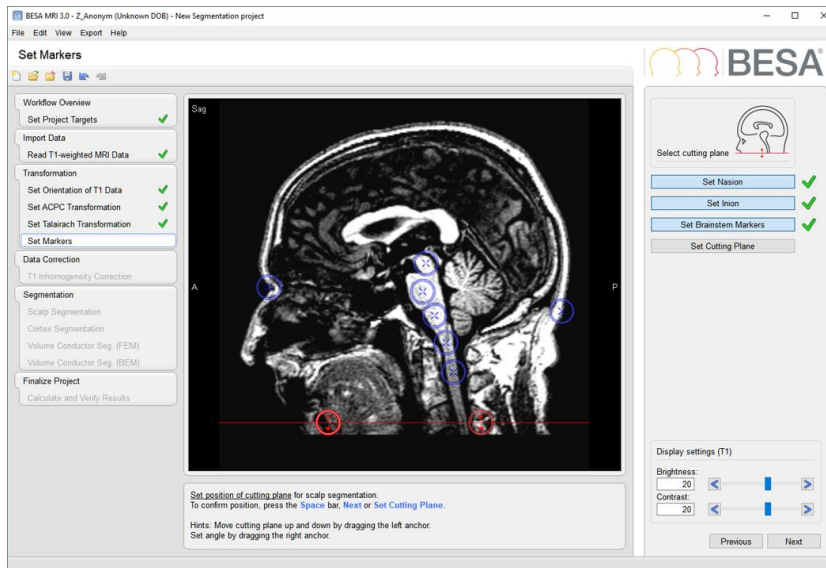 BESA MRI 3.0 - Z_Anonym (Unknown DOB) - New Segmentation project
File Edit View Export Help
Set Markers
BESA®
Workflow Overview
Set Project Targets
Import Data
Read T1-weighted MRI Data
Transformation
Set Orientation of T1 Data
Set ACPC Transformation
Set Talairach Transformation
Set Markers
Data Correction
T1 Inhomogeneity Correction
Segmentation
Scalp Segmentation
Cortex Segmentation
Volume Conductor Seg. (FEM)
Volume Conductor Seg. (BEM)
Finalize Project
Calculate and Verify Results
Sag
A
P
Set position of cutting plane for scalp segmentation.
To confirm position, press the Space bar, Next or Set Cutting Plane.
Hints: Move cutting plane up and down by dragging the left anchor.
Set angle by dragging the right anchor.
Select cutting plane
Set Nasion
Set Inion
Set Brainstem Markers
Set Cutting Plane
Display settings (T1)
Brightness:
20
Contrast:
20
Previous
Next